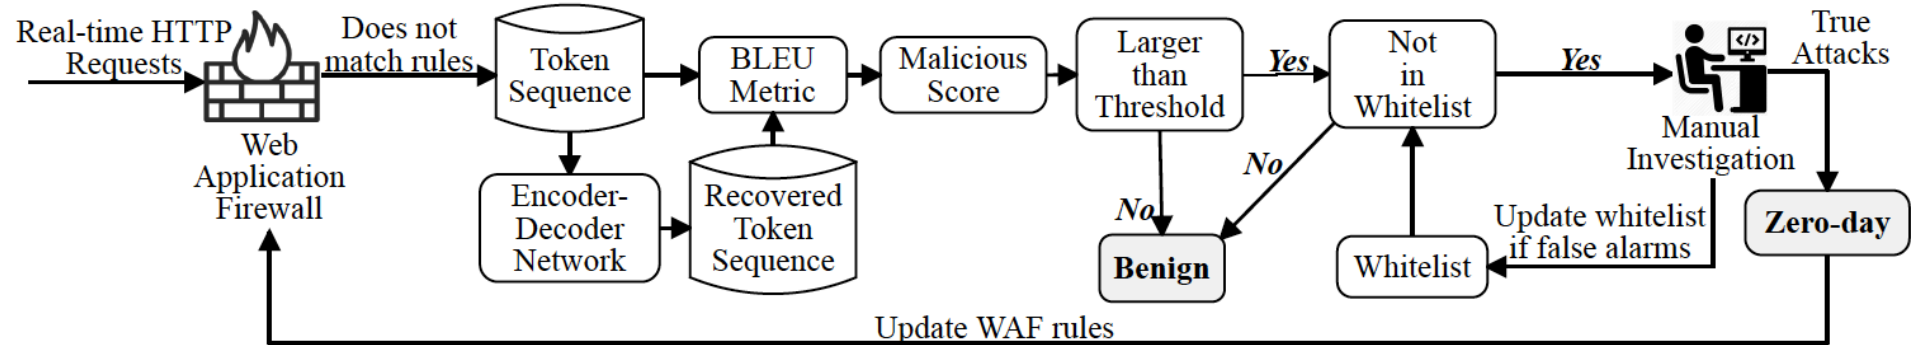 Real-time HTTP
Requests
Web
Application
Firewall
Does not
match rules
Token
Sequence
Encoder-
Decoder
Network
Recovered
Token
Sequence
BLEU
Metric
Malicious
Score
Larger
than
Threshold
Yes
No
Benign
Not
in
Whitelist
No
Whitelist
Yes
</>
Manual
Investigation
Update whitelist
if false alarms
True
Attacks
Zero-day
Update WAF rules